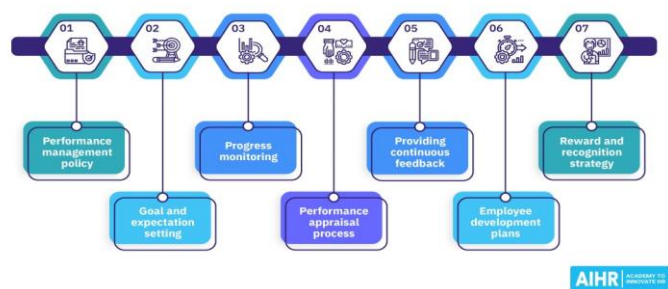 01
02
03
04
05
06
07
Performance
management
policy
Goal and
expectation
setting
Progress
monitoring
Performance
appraisal
process
Providing
continuous
feedback
Employee
development
plans
Reward and
recognition
strategy
AIHR
ACADEMY TO
INNOVATE HR